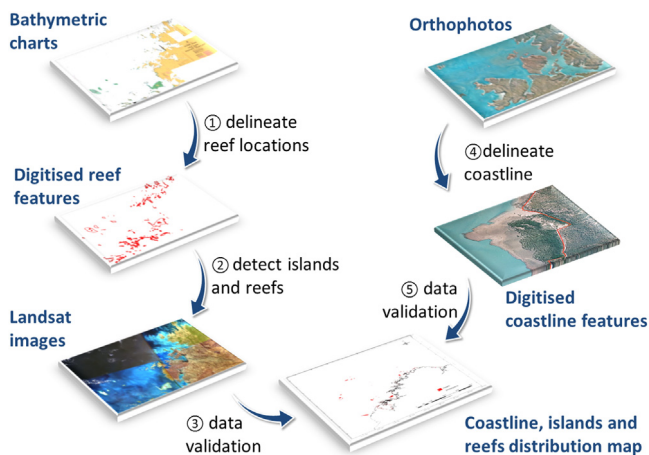 Bathymetric
charts
① delineate
reef locations
Digitised reef
features
② detect islands
and reefs
Landsat
images
③ data
validation
Orthophotos
④delineate
coastline
⑤ data
validation
Digitised
coastline features
Coastline, islands and
reefs distribution map